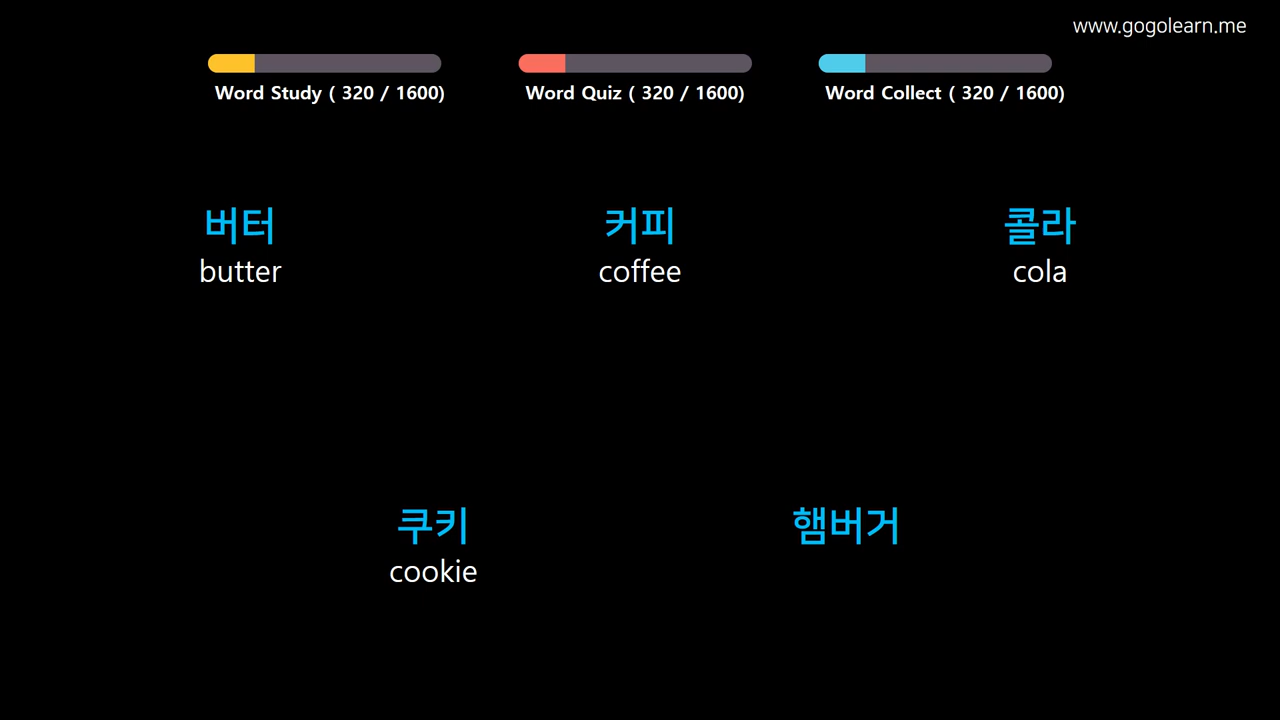 www.gogolearn.me
Word Study ( 320 / 1600)
Word Quiz ( 320 / 1600)
Word Collect ( 320 / 1600)
버터
butter
커피
coffee
콜라
cola
쿠키
cookie
햄버거